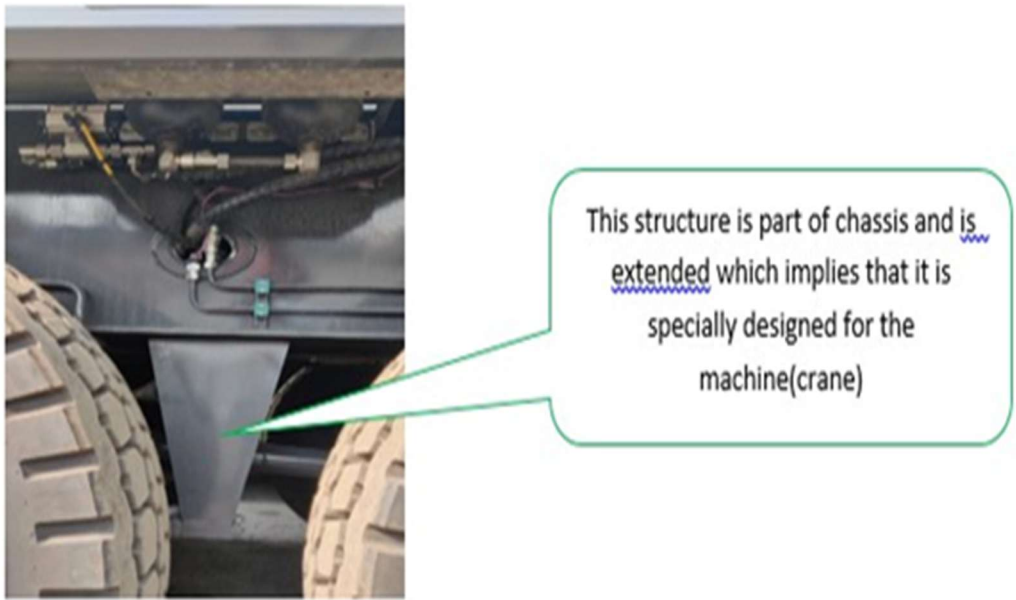 This structure is part of chassis and is
extended which implies that it is
specially designed for the
machine(crane)